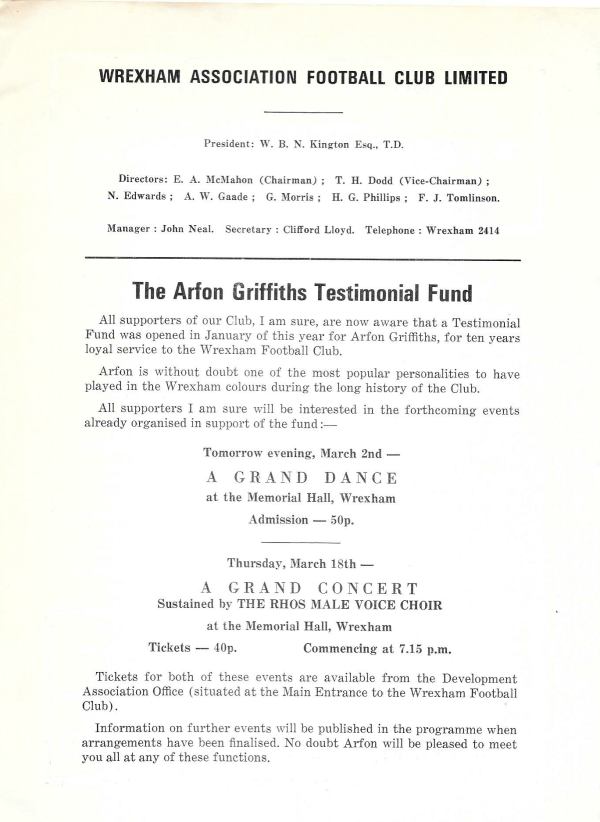 WREXHAM ASSOCIATION FOOTBALL CLUB LIMITED
President: W. B. N. Kington Esq., T.D.
Directors: E. A. McMahon (Chairman) ; T. H. Dodd (Vice-Chairman) ;
N. Edwards ; A. W. Gaade ; G. Morris ; H. G. Phillips ; F. J. Tomlinson.
Manager : John Neal. Secretary : Clifford Lloyd. Telephone : Wrexham 2414
The Arfon Griffiths Testimonial Fund
All supporters of our Club, I am sure, are now aware that a Testimonial
Fund was opened in January of this year for Arfon Griffiths, for ten years
loyal service to the Wrexham Football Club.
Arfon is without doubt one of the most popular personalities to have
played in the Wrexham colours during the long history of the Club.
All supporters I am sure will be interested in the forthcoming events
already organised in support of the fund :—
Tomorrow evening, March 2nd —
A GRAND DANCE
at the Memorial Hall, Wrexham
Admission — 50p.
Thursday, March 18th —
A GRAND CONCERT
Sustained by THE RHOS MALE VOICE CHOIR
at the Memorial Hall, Wrexham
Tickets — 40p. Commencing at 7.15 p.m.
Tickets for both of these events are available from the Development
Association Office (situated at the Main Entrance to the Wrexham Football
Club).
Information on further events will be published in the programme when
arrangements have been finalised. No doubt Arfon will be pleased to meet
you all at any of these functions.